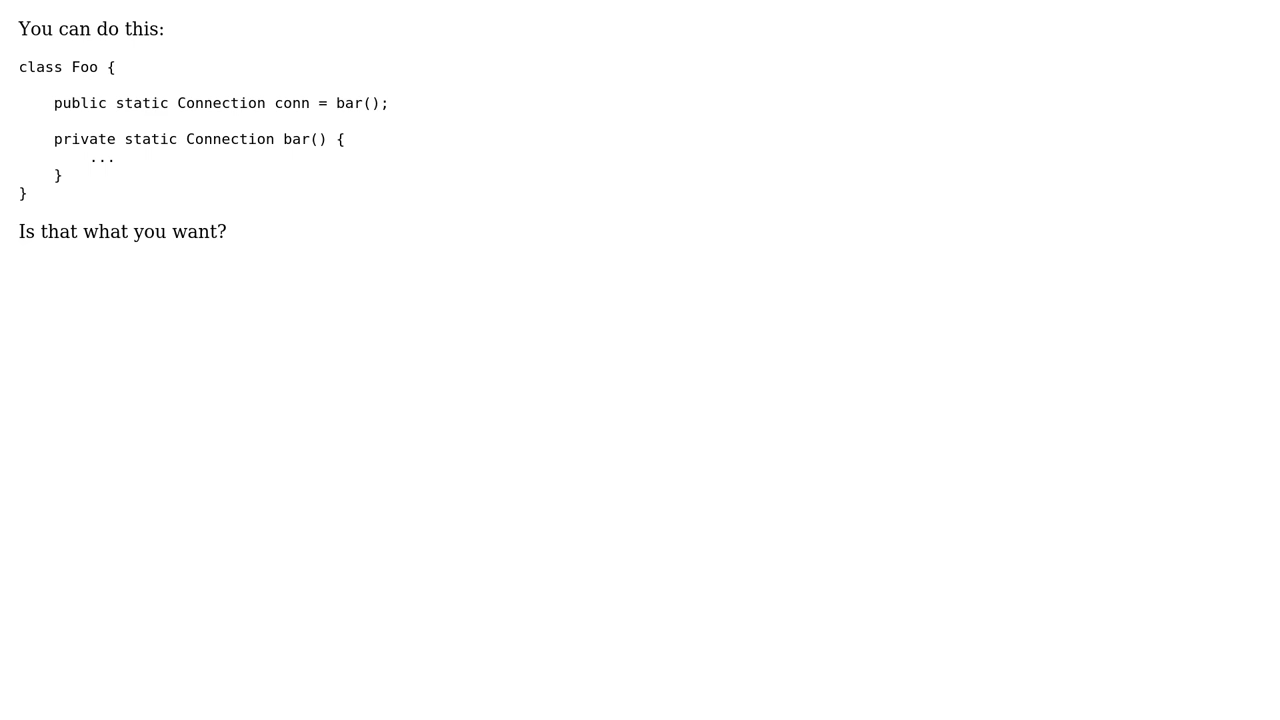 You can do this:
class Foo {
    public static Connection conn = bar();
    private static Connection bar() {
        ...
    }
}
Is that what you want?